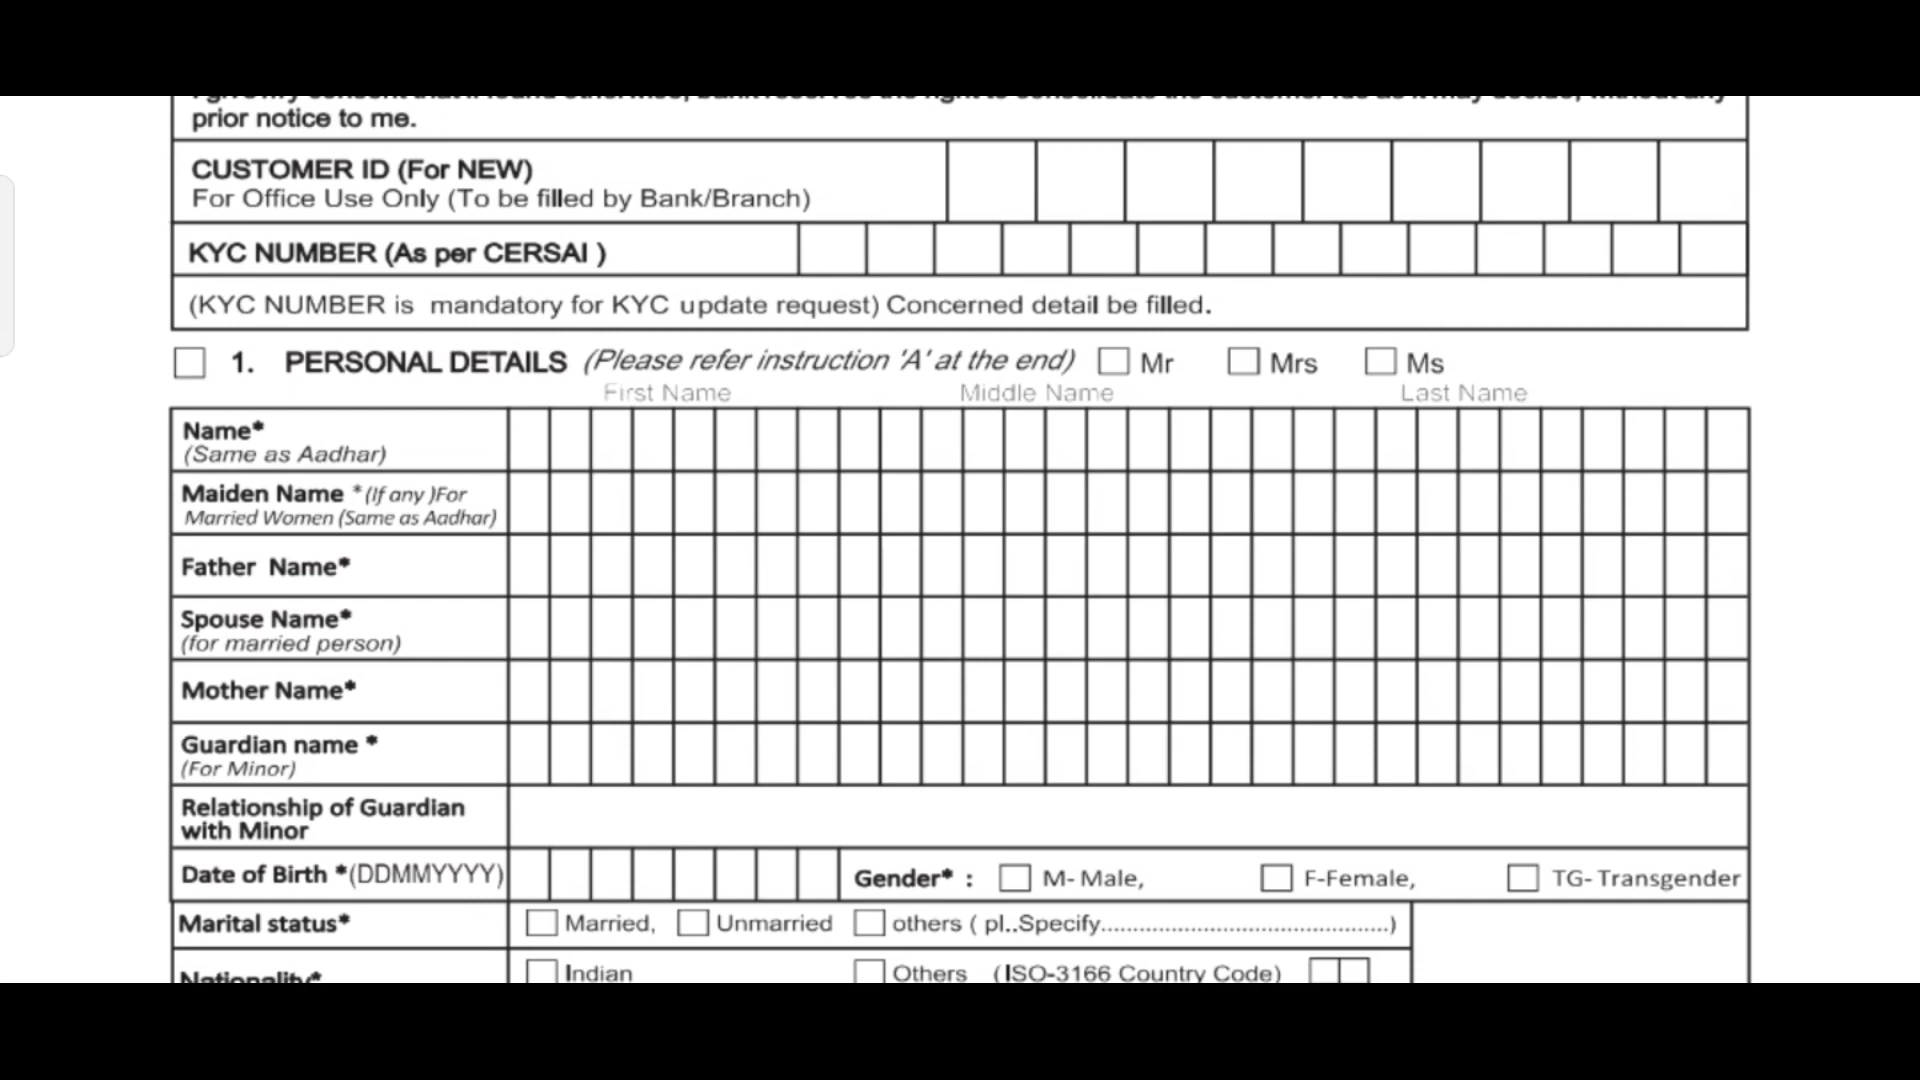 prior notice to me.
CUSTOMER ID (For NEW)
For Office Use Only (To be filled by Bank/Branch)
KYC NUMBER (As per CERSAI )
(KYC NUMBER is mandatory for KYC update request) Concerned detail be filled.
1. PERSONAL DETAILS (Please refer instruction 'A' at the end) Mr Mrs Ms
First Name Middle Name Last Name
Name*
(Same as Aadhar)
Maiden Name *(If any )For
Married Women (Same as Aadhar)
Father Name*
Spouse Name*
(for married person)
Mother Name*
Guardian name *
(For Minor)
Relationship of Guardian
with Minor
Date of Birth *(DDMMYYYY) Gender* : M- Male, F-Female, TG- Transgender
Marital status* Married, Unmarried others ( pl..Specify.............................................)
Nationality* Indian Others (ISO-3166 Country Code)